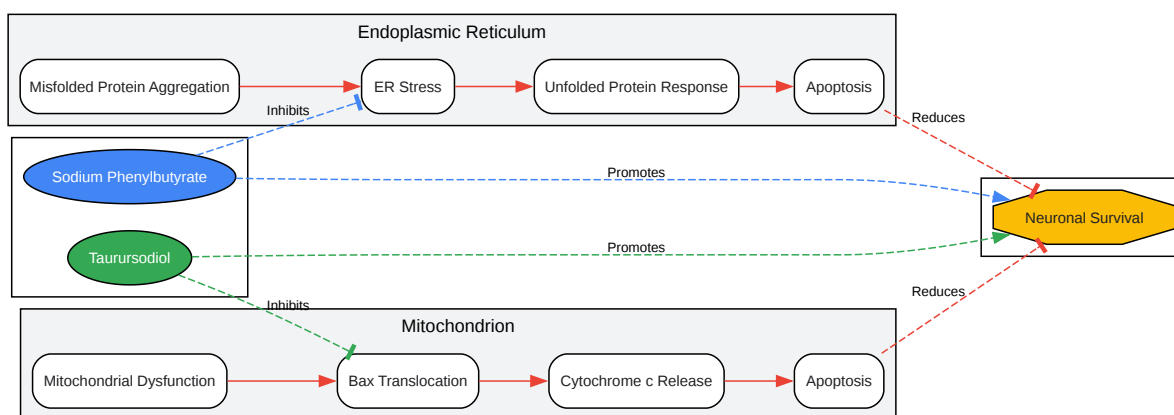 Endoplasmic Reticulum
Misfolded Protein Aggregation
ER Stress
Unfolded Protein Response
Apoptosis
Inhibits
Reduces
Sodium Phenylbutyrate
Promotes
Neuronal Survival
Taurursodiol
Promotes
Inhibits
Reduces
Mitochondrion
Mitochondrial Dysfunction
Bax Translocation
Cytochrome c Release
Apoptosis